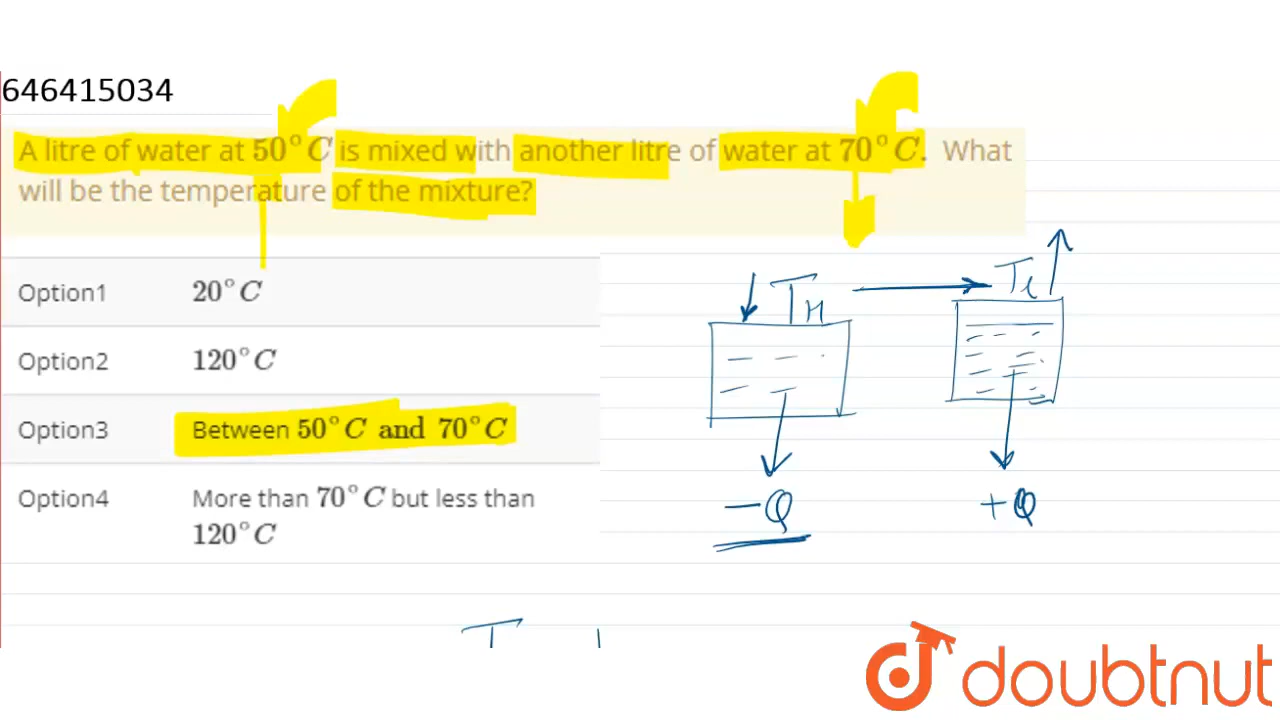 646415034
A litre of water at 50°C is mixed with another litre of water at 70°C. What
will be the temperature of the mixture?
Option1 20°C
Option2 120°C
Option3 Between 50°C and 70°C
Option4 More than 70°C but less than
120°C
T_H T_L
-Q +Q
T
doubtnut